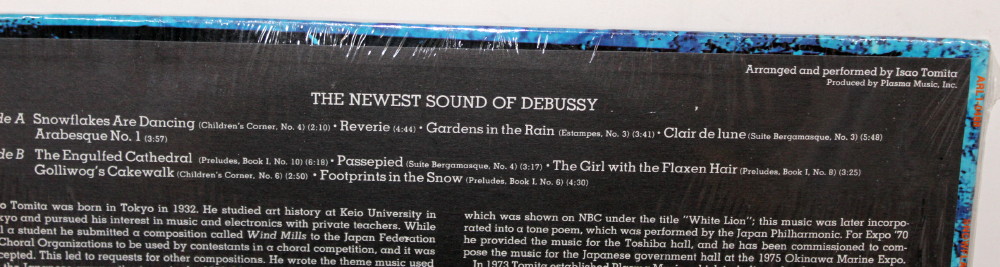 Arranged and performed by Isao Tomita
Produced by Plasma Music, Inc.
THE NEWEST SOUND OF DEBUSSY
de A Snowflakes Are Dancing (Children's Corner, No. 4) (2:10) • Reverie (4:44) • Gardens in the Rain (Estampes, No. 3) (3:41) • Clair de lune (Suite Bergamasque, No. 3) (5:48)
Arabesque No. 1 (3:57)
de B The Engulfed Cathedral (Preludes, Book I, No. 10) (6:18) • Passepied (Suite Bergamasque, No. 4) (3:17) • The Girl with the Flaxen Hair (Preludes, Book I, No. 8) (3:25)
Golliwog's Cakewalk (Children's Corner, No. 6) (2:50) • Footprints in the Snow (Preludes, Book I, No. 6) (4:30)
o Tomita was born in Tokyo in 1932. He studied art history at Keio University in
kyo and pursued his interest in music and electronics with private teachers. While
l a student he submitted a composition called Wind Mills to the Japan Federation
Choral Organizations to be used by contestants in a choral competition, and it was
cepted. This led to requests for other compositions. He wrote the theme music used
which was shown on NBC under the title "White Lion"; this music was later incorpo-
rated into a tone poem, which was performed by the Japan Philharmonic. For Expo '70
he provided the music for the Toshiba hall, and he has been commissioned to com-
pose the music for the Japanese government hall at the 1975 Okinawa Marine Expo.
In 1973 Tomita established Plasma Music